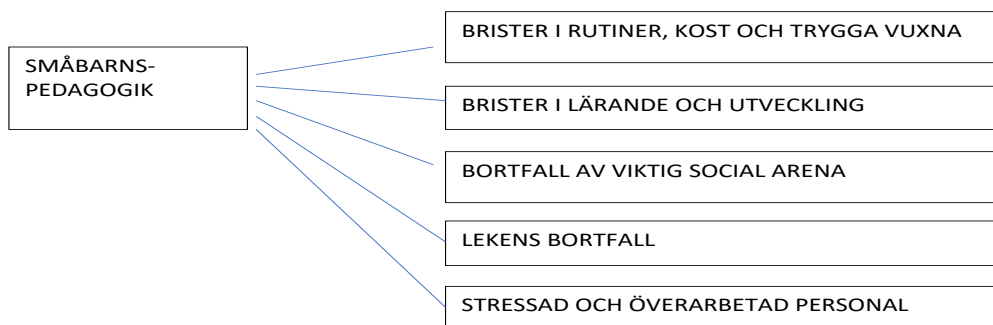 SMÅBARNS-
PEDAGOGIK
BRISTER I RUTINER, KOST OCH TRYGGA VUXNA
BRISTER I LÄRANDE OCH UTVECKLING
BORTFALL AV VIKTIG SOCIAL ARENA
LEKENS BORTFALL
STRESSAD OCH ÖVERARBETAD PERSONAL